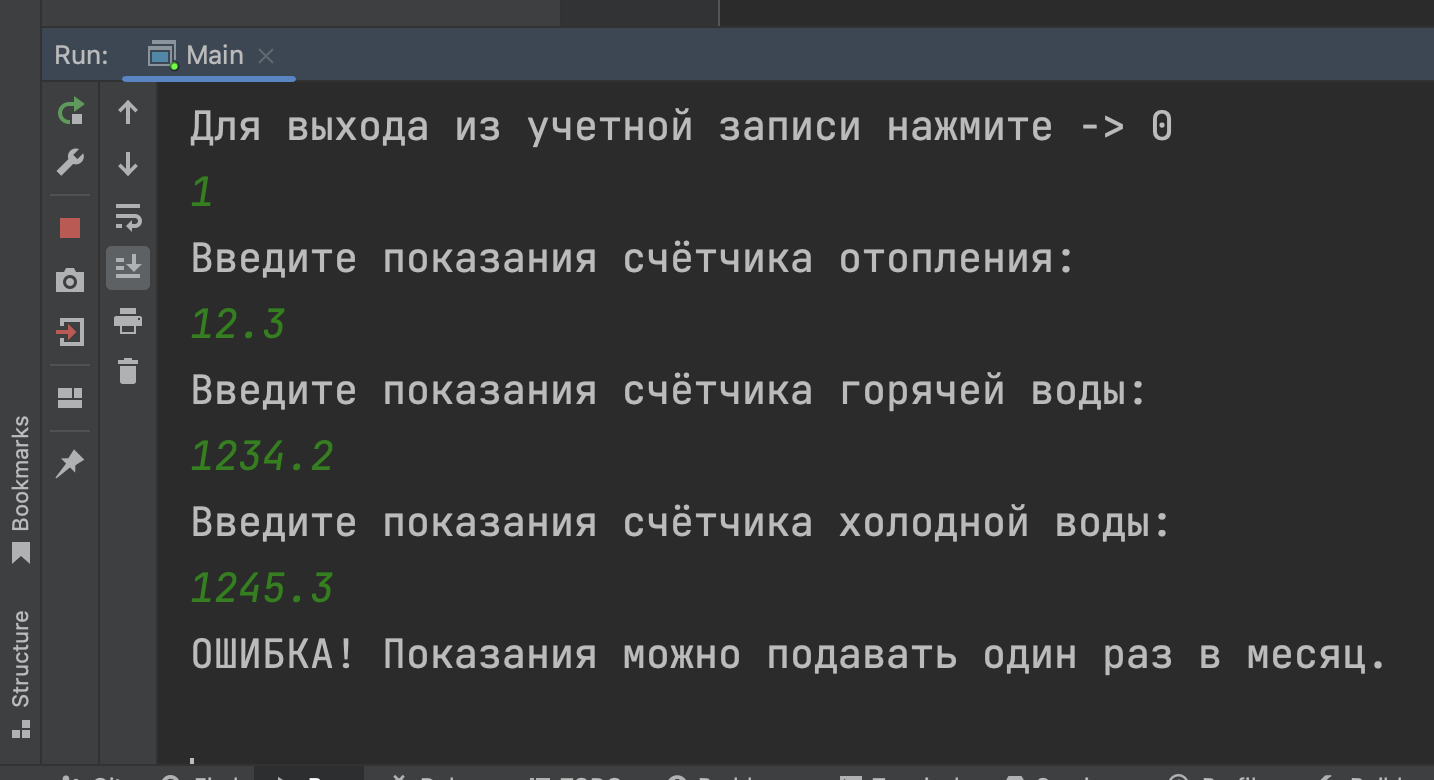 Run:
Main
Для выхода из учетной записи нажмите -> 0
1
Введите показания счётчика отопления:
12.3
Введите показания счётчика горячей воды:
1234.2
Введите показания счётчика холодной воды:
1245.3
ОШИБКА! Показания можно подавать один раз в месяц.
Bookmarks
Structure